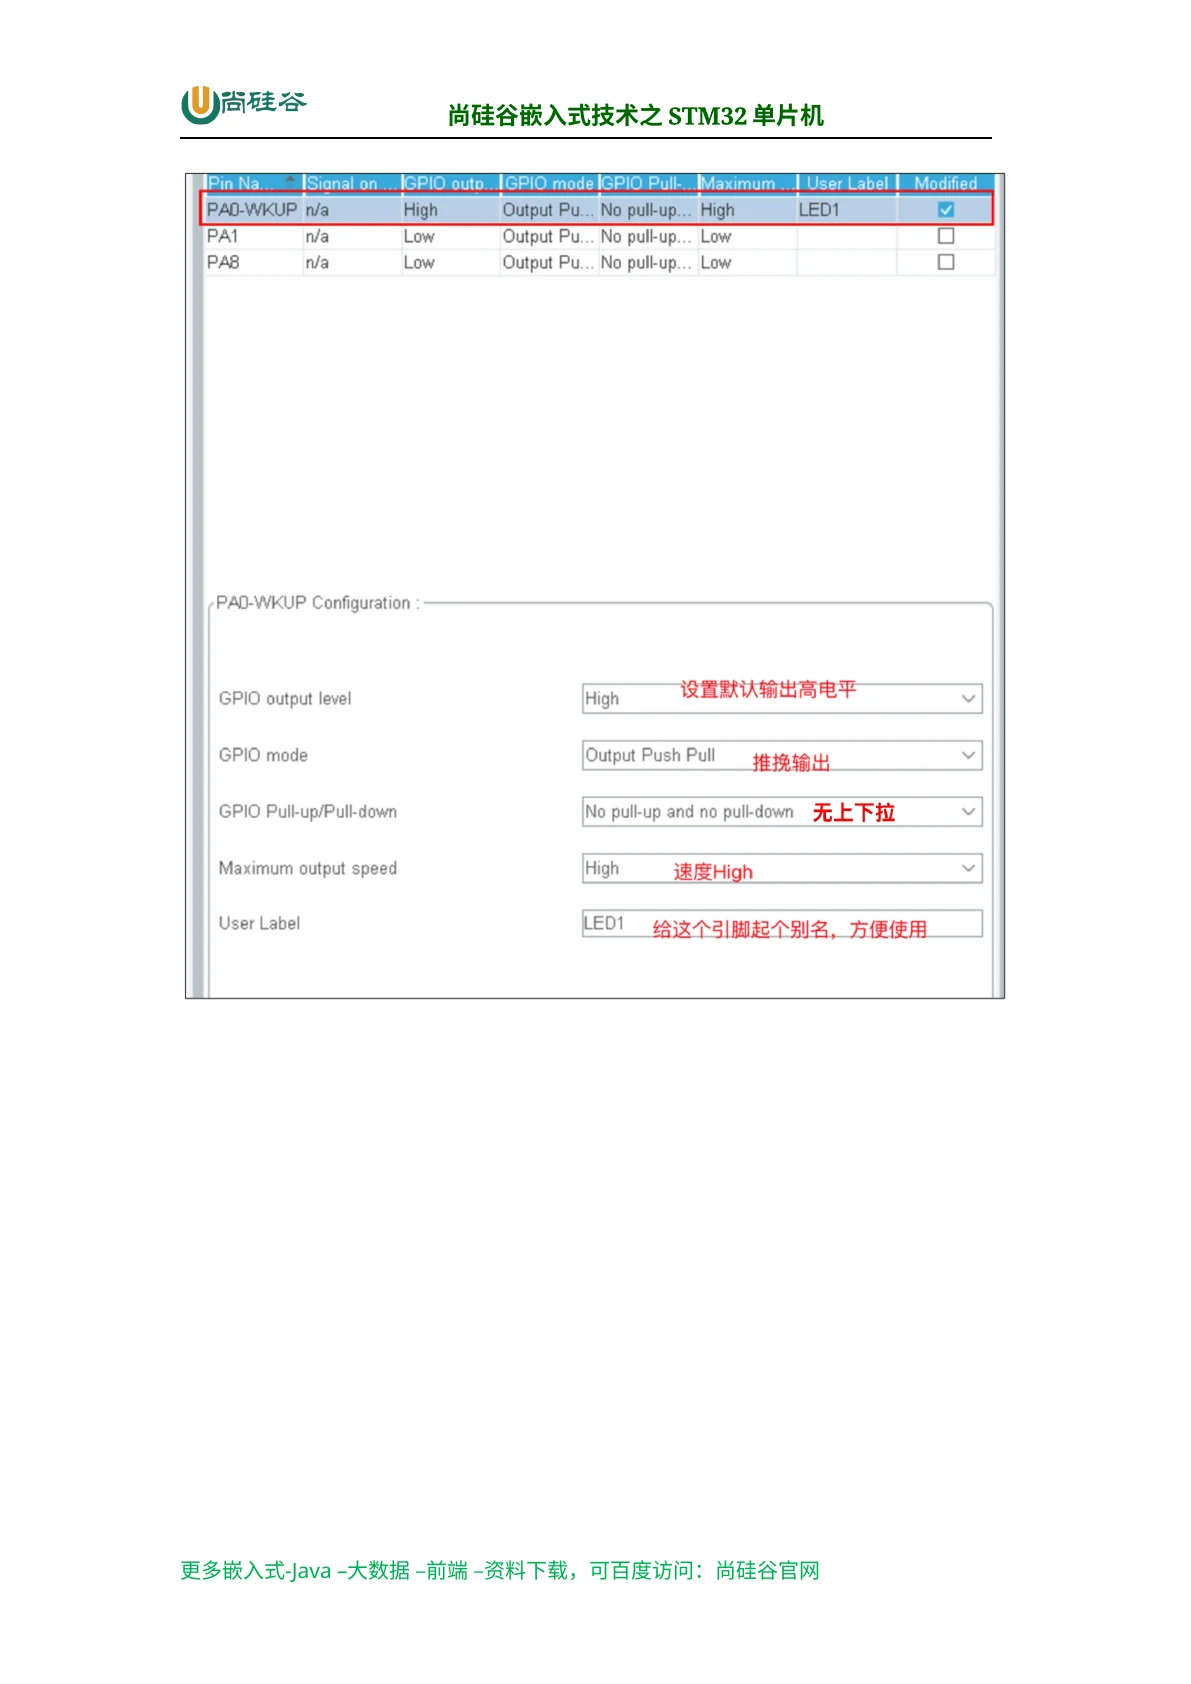 尚硅谷
尚硅谷嵌入式技术之 STM32 单片机
Pin Na... Signal on ... GPIO outp... GPIO mode GPIO Pull-... Maximum ... User Label Modified
PA0-WKUP n/a High Output Pu... No pull-up... High LED1
PA1 n/a Low Output Pu... No pull-up... Low
PA8 n/a Low Output Pu... No pull-up... Low
PA0-WKUP Configuration :
GPIO output level High 设置默认输出高电平
GPIO mode Output Push Pull 推挽输出
GPIO Pull-up/Pull-down No pull-up and no pull-down 无上下拉
Maximum output speed High 速度High
User Label LED1 给这个引脚起个别名，方便使用
更多嵌入式-Java –大数据 –前端 –资料下载，可百度访问：尚硅谷官网